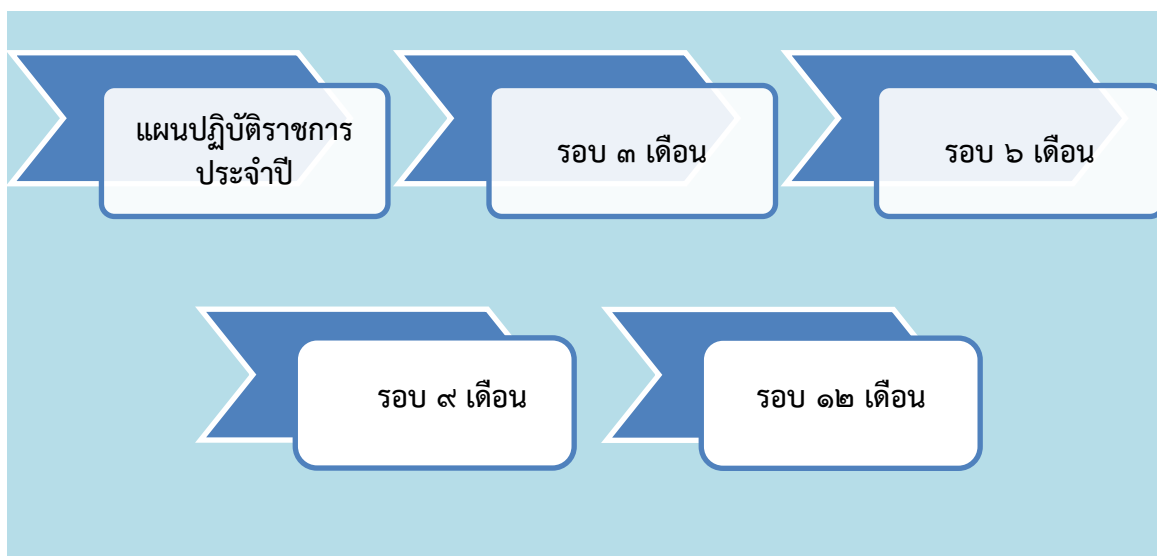 แผนปฏิบัติราชการ
ประจำปี
รอบ ๓ เดือน
รอบ ๖ เดือน
รอบ ๙ เดือน
รอบ ๑๒ เดือน